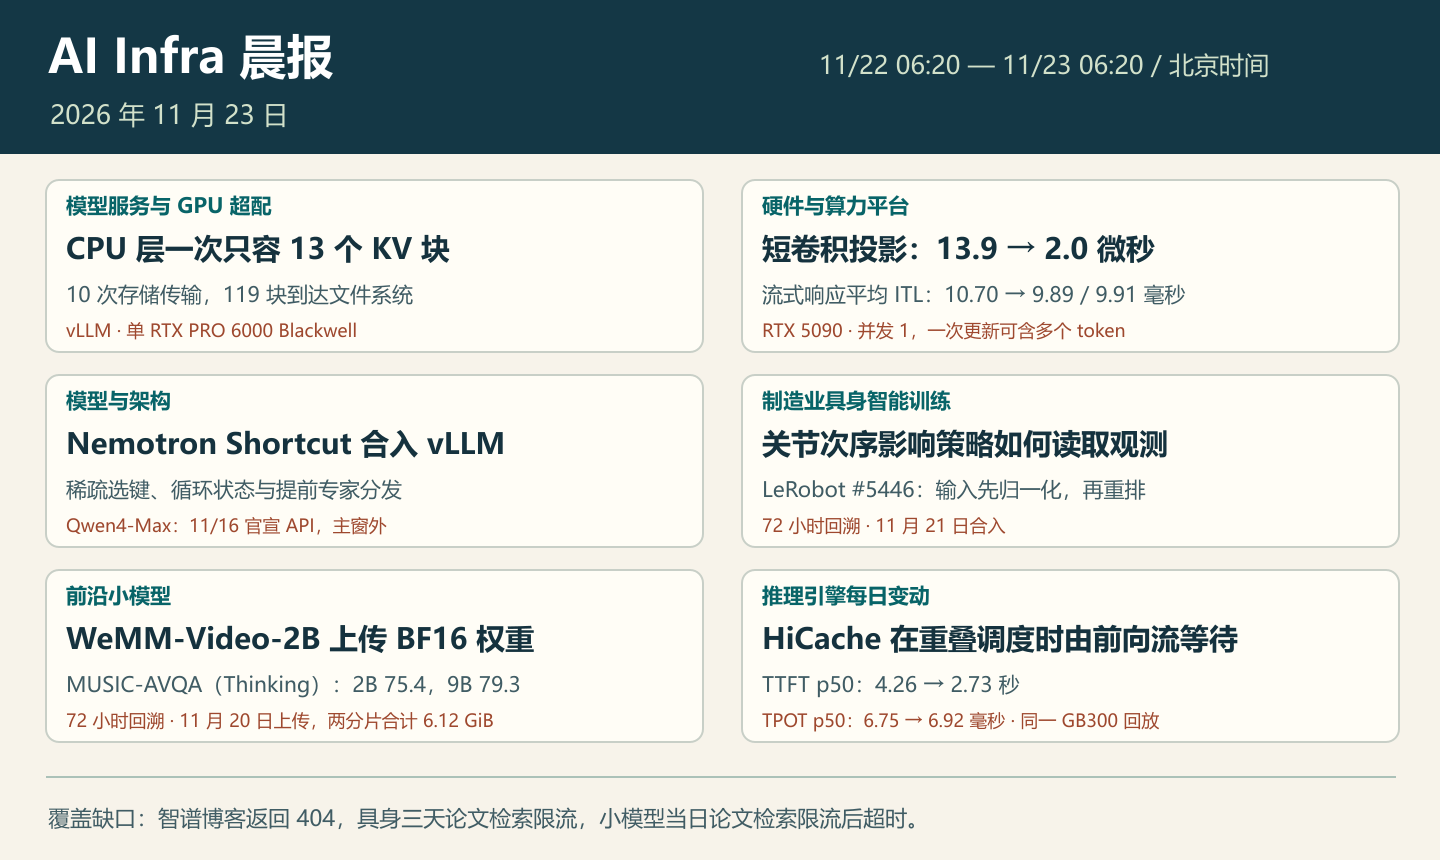 AI Infra 晨报
2026 年 11 月 23 日
11/22 06:20 — 11/23 06:20 / 北京时间
模型服务与 GPU 超配
CPU 层一次只容 13 个 KV 块
10 次存储传输，119 块到达文件系统
vLLM · 单 RTX PRO 6000 Blackwell
硬件与算力平台
短卷积投影：13.9 → 2.0 微秒
流式响应平均 ITL：10.70 → 9.89 / 9.91 毫秒
RTX 5090 · 并发 1，一次更新可含多个 token
模型与架构
Nemotron Shortcut 合入 vLLM
稀疏选键、循环状态与提前专家分发
Qwen4-Max：11/16 官宣 API，主窗外
制造业具身智能训练
关节次序影响策略如何读取观测
LeRobot #5446：输入先归一化，再重排
72 小时回溯 · 11 月 21 日合入
前沿小模型
WeMM-Video-2B 上传 BF16 权重
MUSIC-AVQA（Thinking）：2B 75.4，9B 79.3
72 小时回溯 · 11 月 20 日上传，两分片合计 6.12 GiB
推理引擎每日变动
HiCache 在重叠调度时由前向流等待
TTFT p50：4.26 → 2.73 秒
TPOT p50：6.75 → 6.92 毫秒 · 同一 GB300 回放
覆盖缺口：智谱博客返回 404，具身三天论文检索限流，小模型当日论文检索限流后超时。